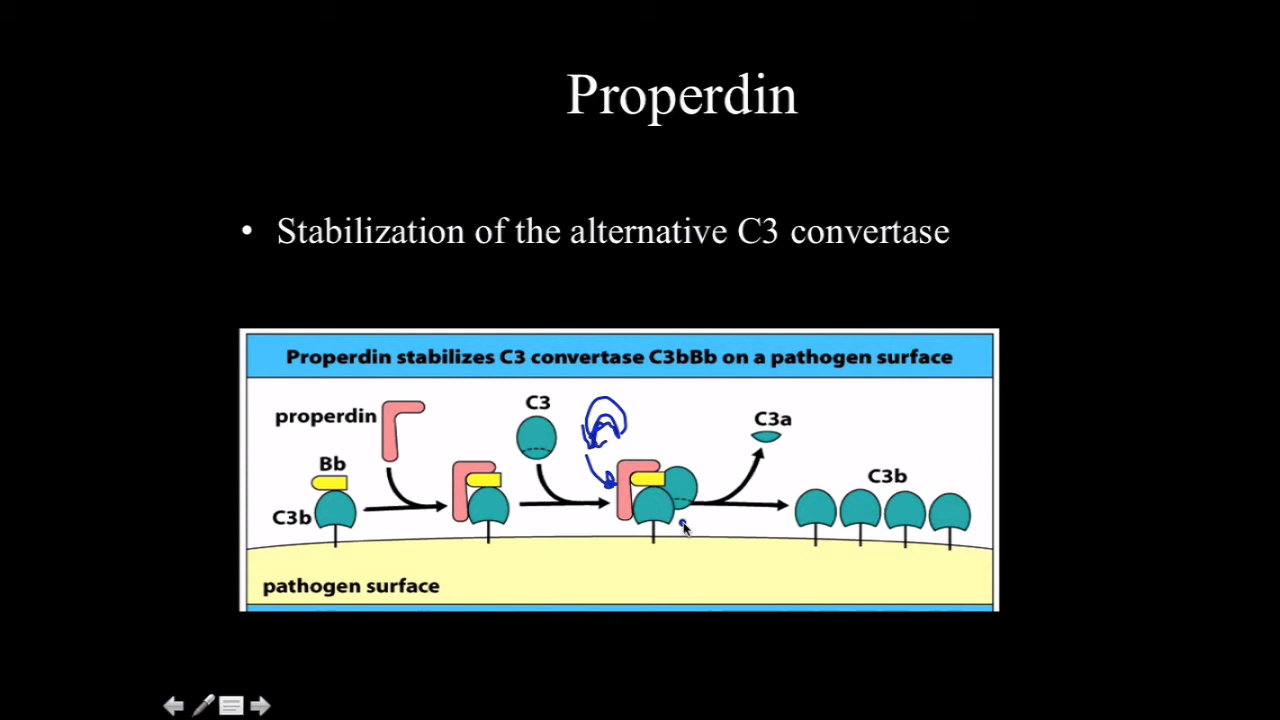 Properdin
• Stabilization of the alternative C3 convertase
Properdin stabilizes C3 convertase C3bBb on a pathogen surface
properdin
C3
C3a
Bb
C3b
C3b
pathogen surface